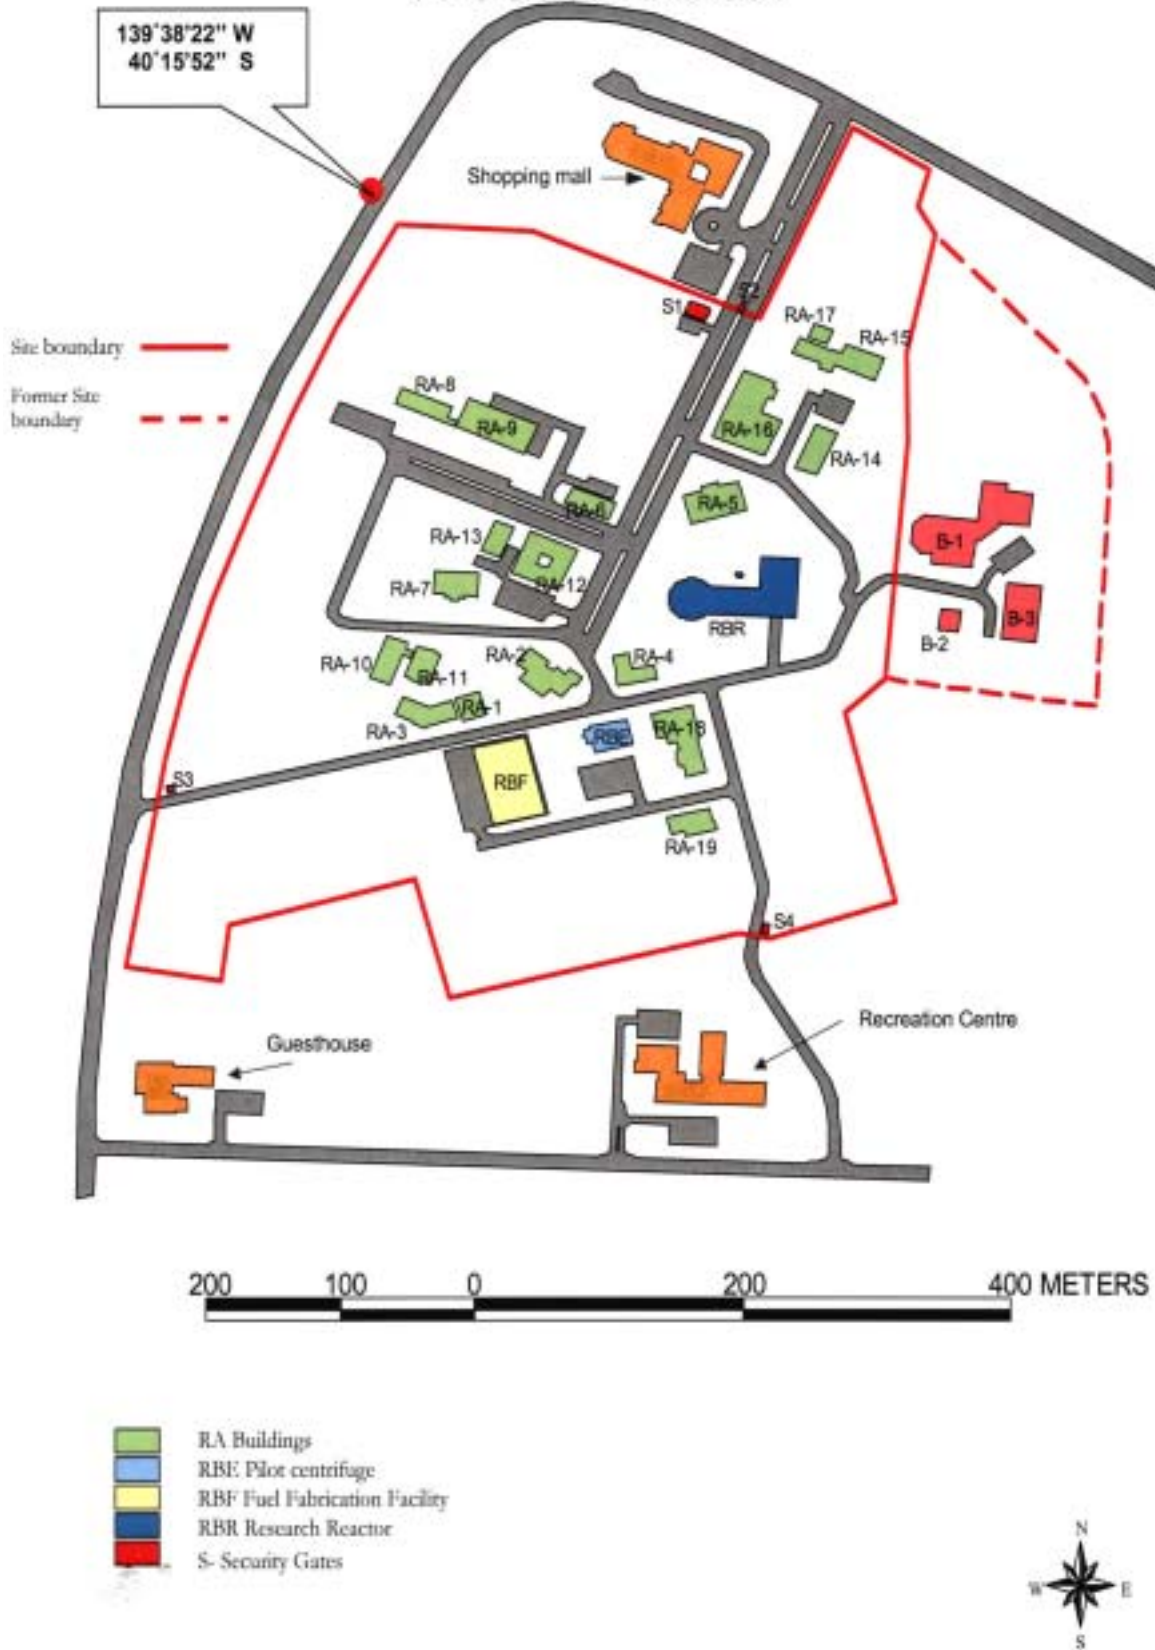 139°38'22" W
40°15'52" S
Shopping mall
S2
S1
RA-17
RA-15
Site boundary
RA-8
Former Site
boundary
RA-9
RA-16
RA-14
RA-6
RA-5
RA-13
B-1
RA-12
RA-7
B-3
RBR
B-2
RA-10
RA-2
RA-4
RA-11
RA-1
RA-3
RA-18
RBE
S3
RBF
RA-19
S4
Recreation Centre
Guesthouse
200 100 0 200 400 METERS
RA Buildings
RBE Pilot centrifuge
RBF Fuel Fabrication Facility
RBR Research Reactor
S- Security Gates
N
W E
S